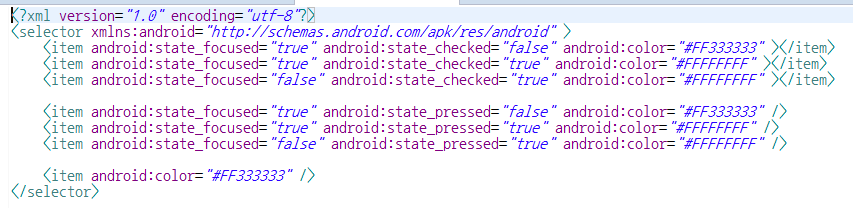 <?xml version="1.0" encoding="utf-8"?>
<selector xmlns:android="http://schemas.android.com/apk/res/android" >
<item android:state_focused="true" android:state_checked="false" android:color="#FF333333" ></item>
<item android:state_focused="true" android:state_checked="true" android:color="#FFFFFFFF" ></item>
<item android:state_focused="false" android:state_checked="true" android:color="#FFFFFFFF" ></item>
<item android:state_focused="true" android:state_pressed="false" android:color="#FF333333" />
<item android:state_focused="true" android:state_pressed="true" android:color="#FFFFFFFF" />
<item android:state_focused="false" android:state_pressed="true" android:color="#FFFFFFFF" />
<item android:color="#FF333333" />
</selector>